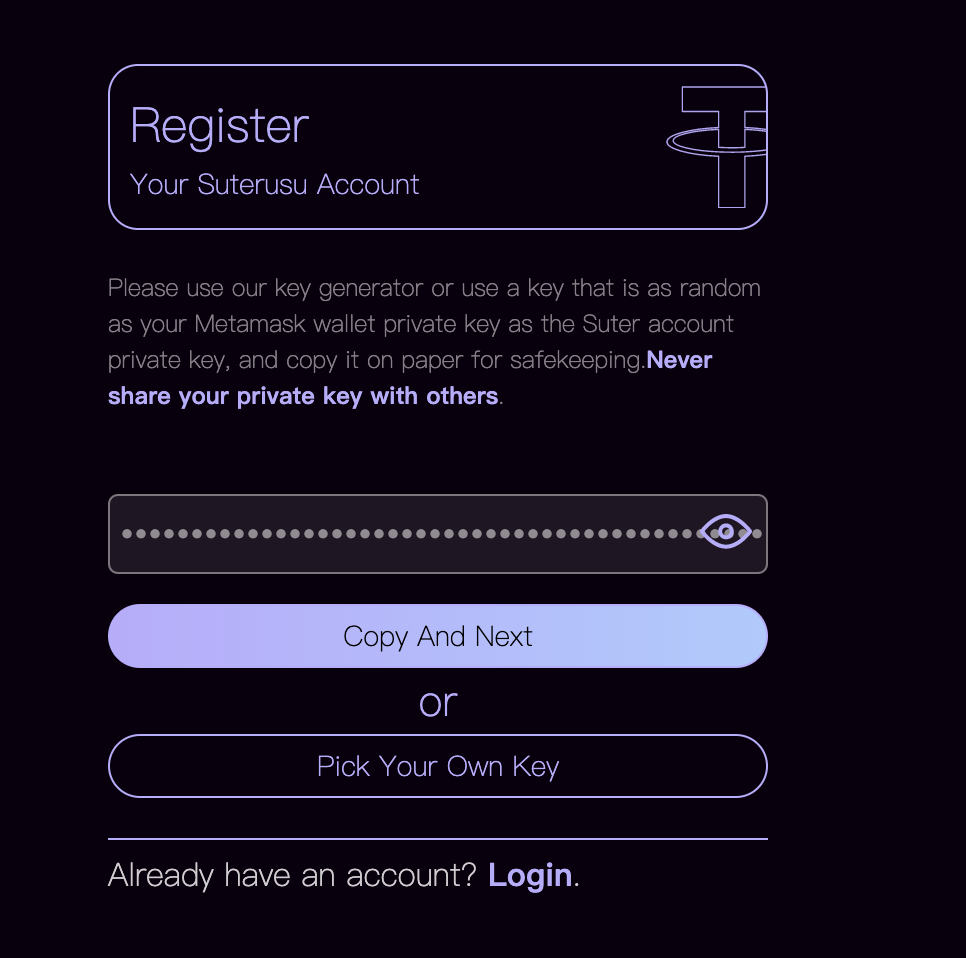 Register
Your Suterusu Account
Please use our key generator or use a key that is as random
as your Metamask wallet private key as the Suter account
private key, and copy it on paper for safekeeping.Never
share your private key with others.
Copy And Next
or
Pick Your Own Key
Already have an account? Login.